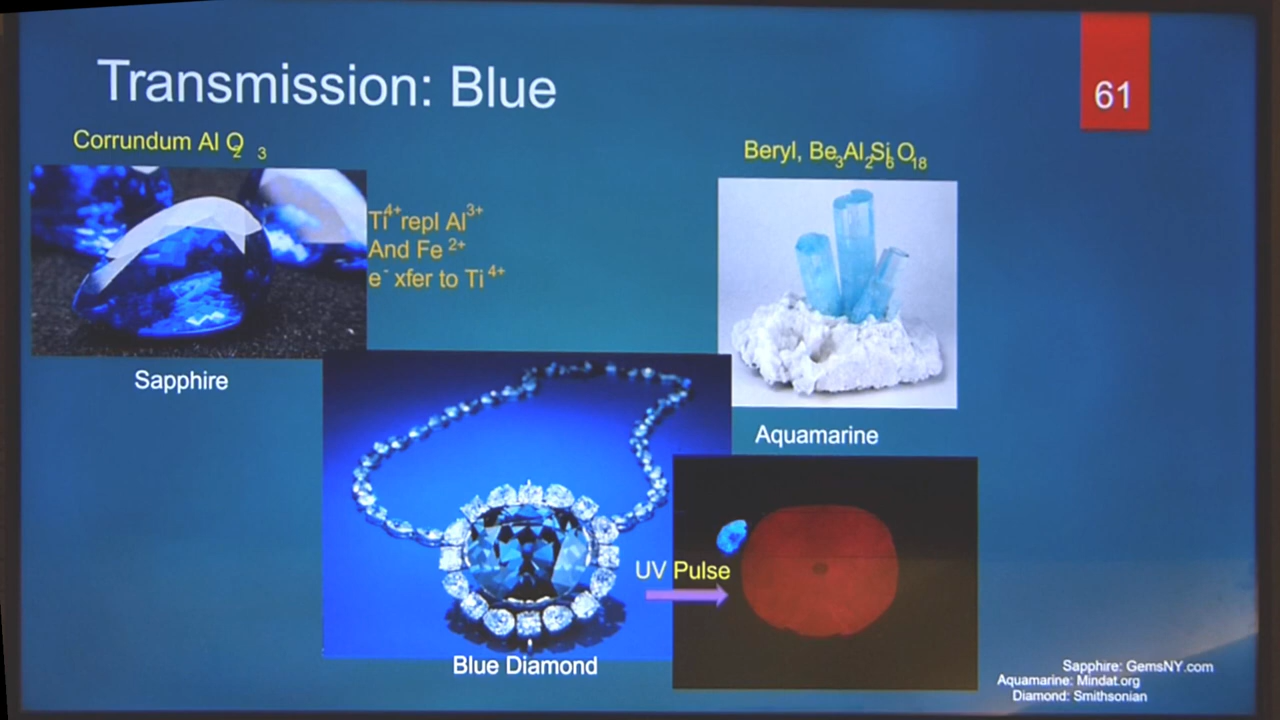 Transmission: Blue
61
Corrundum Al O
2 3
Beryl, Be3Al2Si6O18
Ti4+ repl Al3+
And Fe 2+
e- xfer to Ti 4+
Sapphire
Aquamarine
UV Pulse
Blue Diamond
Sapphire: GemsNY.com
Aquamarine: Mindat.org
Diamond: Smithsonian